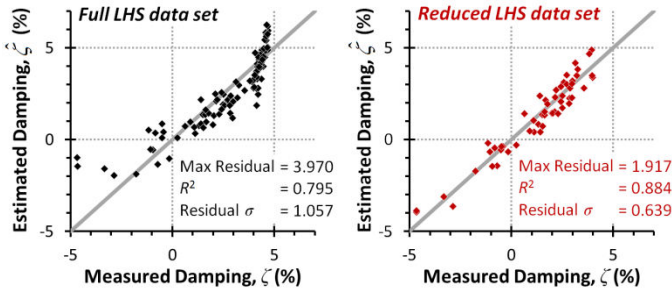 Full LHS data set
Estimated Damping, ζ̂ (%)
5
0
-5
Max Residual = 3.970
R² = 0.795
Residual σ = 1.057
-5 0 5
Measured Damping, ζ (%)
Reduced LHS data set
Estimated Damping, ζ̂ (%)
5
0
-5
Max Residual = 1.917
R² = 0.884
Residual σ = 0.639
-5 0 5
Measured Damping, ζ (%)